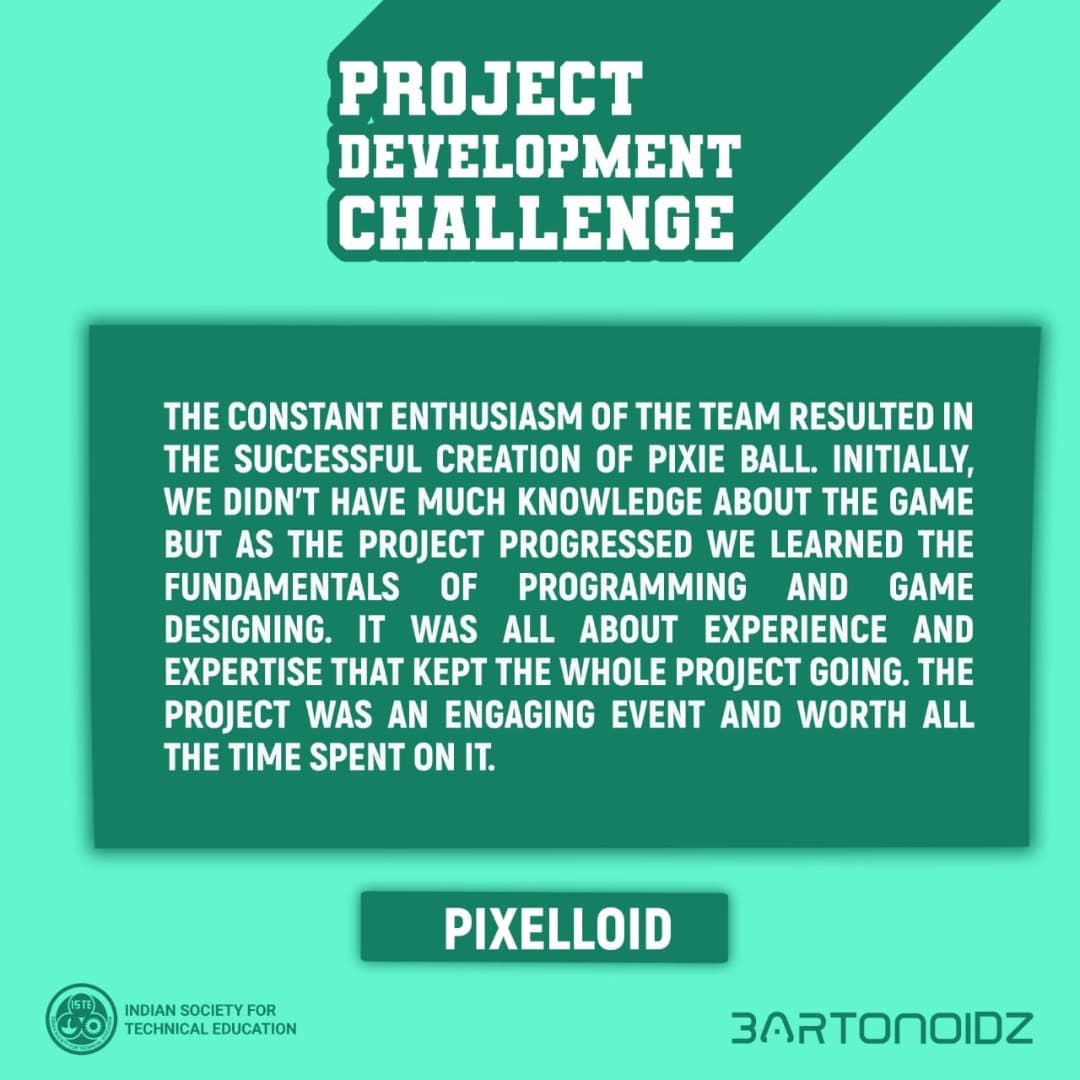 PROJECT
DEVELOPMENT
CHALLENGE
THE CONSTANT ENTHUSIASM OF THE TEAM RESULTED IN
THE SUCCESSFUL CREATION OF PIXIE BALL. INITIALLY,
WE DIDN'T HAVE MUCH KNOWLEDGE ABOUT THE GAME
BUT AS THE PROJECT PROGRESSED WE LEARNED THE
FUNDAMENTALS OF PROGRAMMING AND GAME
DESIGNING. IT WAS ALL ABOUT EXPERIENCE AND
EXPERTISE THAT KEPT THE WHOLE PROJECT GOING. THE
PROJECT WAS AN ENGAGING EVENT AND WORTH ALL
THE TIME SPENT ON IT.
PIXELLOID
ISTE
INDIAN SOCIETY FOR
TECHNICAL EDUCATION
BARTONOIDZ